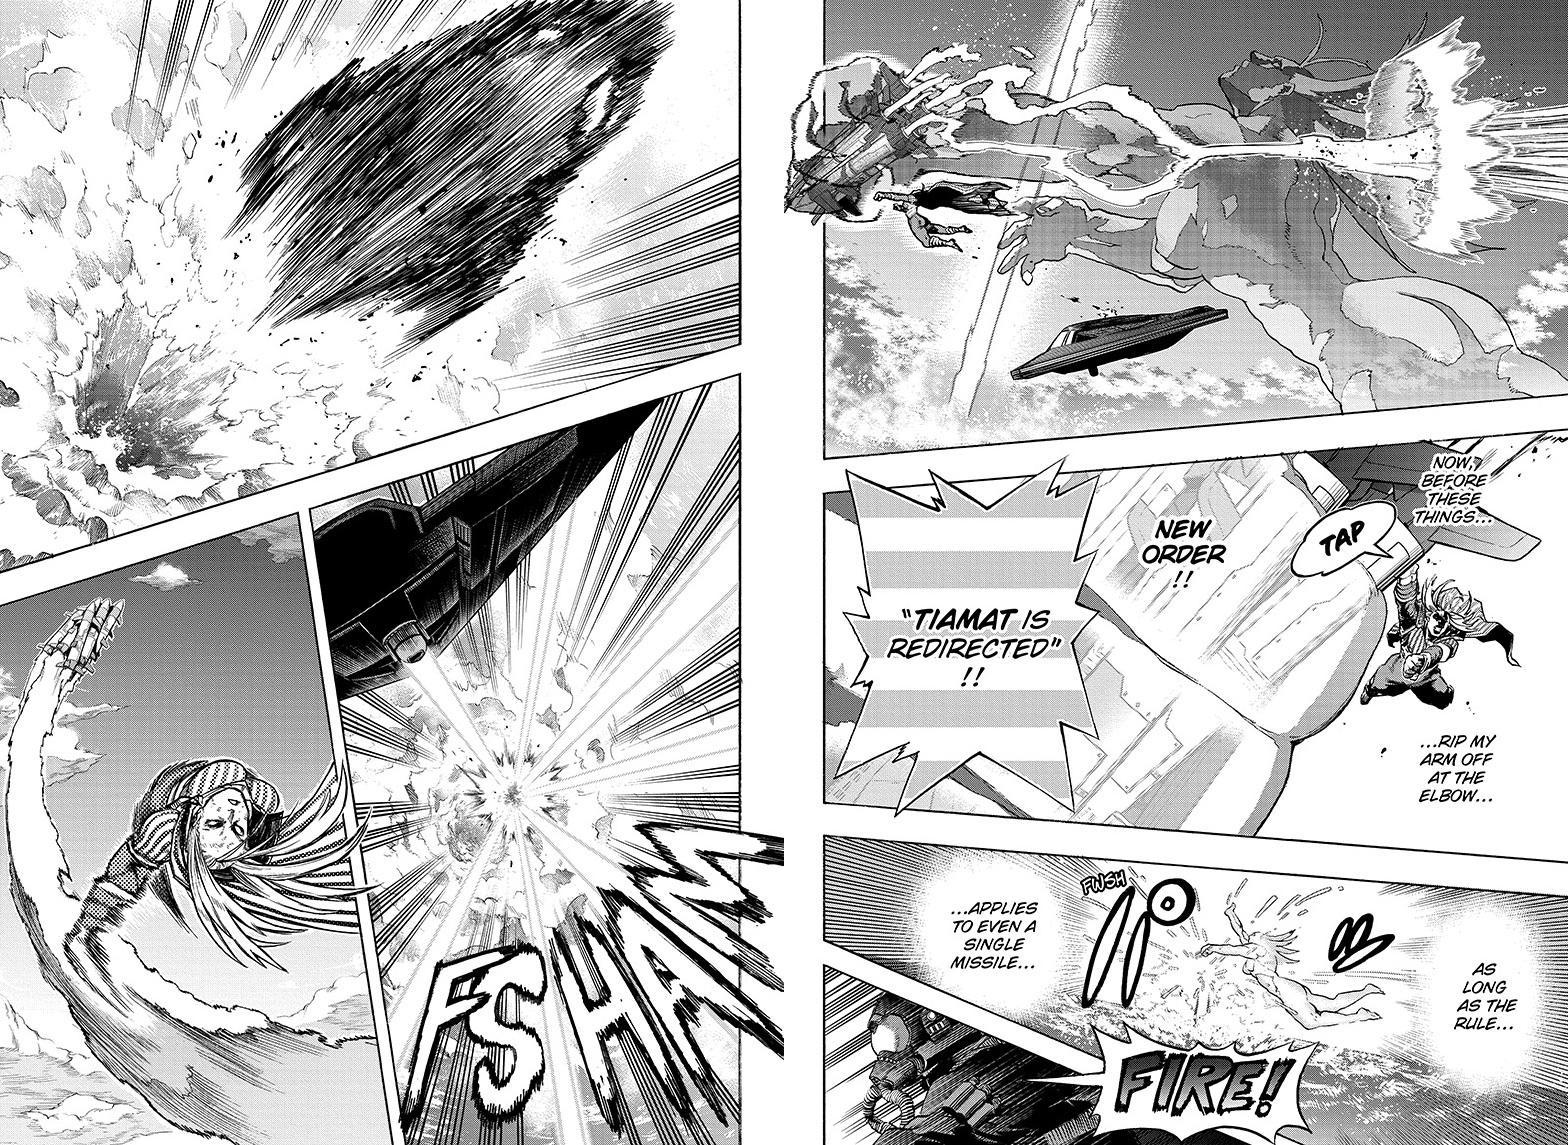 NOW,
BEFORE
THESE
THINGS...
TAP
NEW
ORDER
!!
"TIAMAT IS
REDIRECTED"
!!
...RIP MY
ARM OFF
AT THE
ELBOW...
AS
LONG
AS THE
RULE...
FWSH
...APPLIES
TO EVEN A
SINGLE
MISSILE...
FIRE!
FSHAM